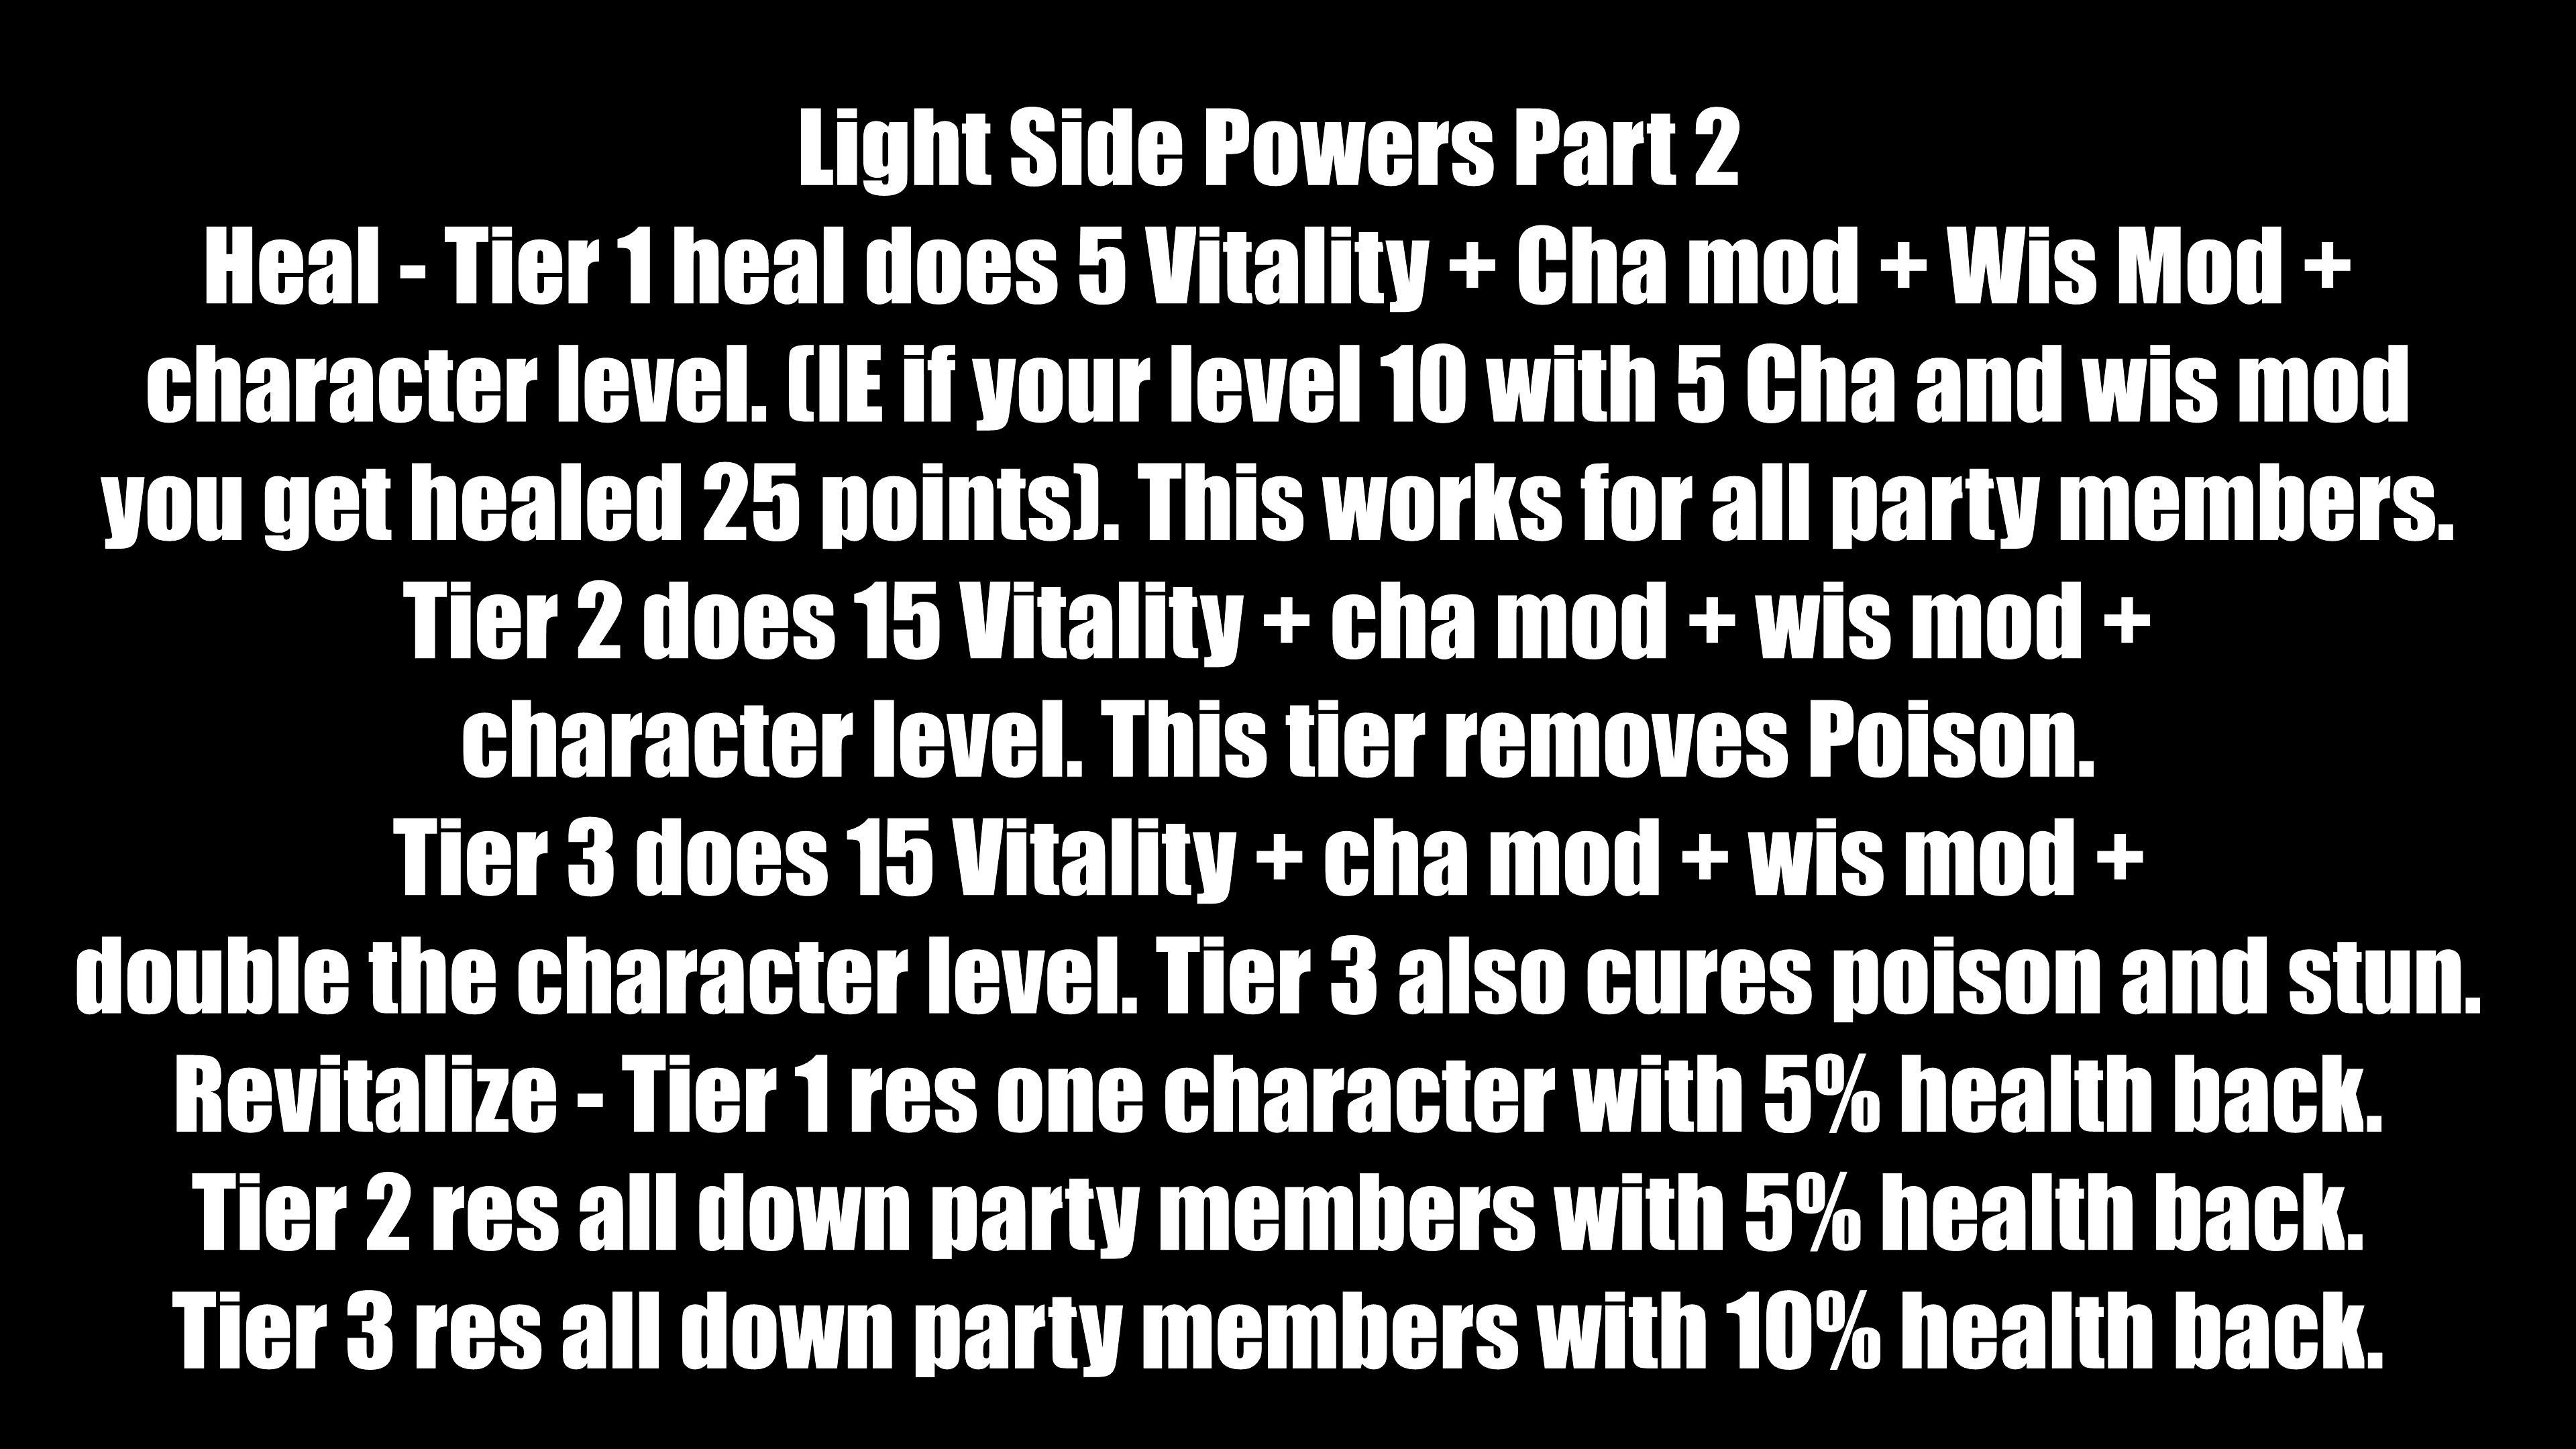 Light Side Powers Part 2
Heal - Tier 1 heal does 5 Vitality + Cha mod + Wis Mod +
character level. (IE if your level 10 with 5 Cha and wis mod
you get healed 25 points). This works for all party members.
Tier 2 does 15 Vitality + cha mod + wis mod +
character level. This tier removes Poison.
Tier 3 does 15 Vitality + cha mod + wis mod +
double the character level. Tier 3 also cures poison and stun.
Revitalize - Tier 1 res one character with 5% health back.
Tier 2 res all down party members with 5% health back.
Tier 3 res all down party members with 10% health back.